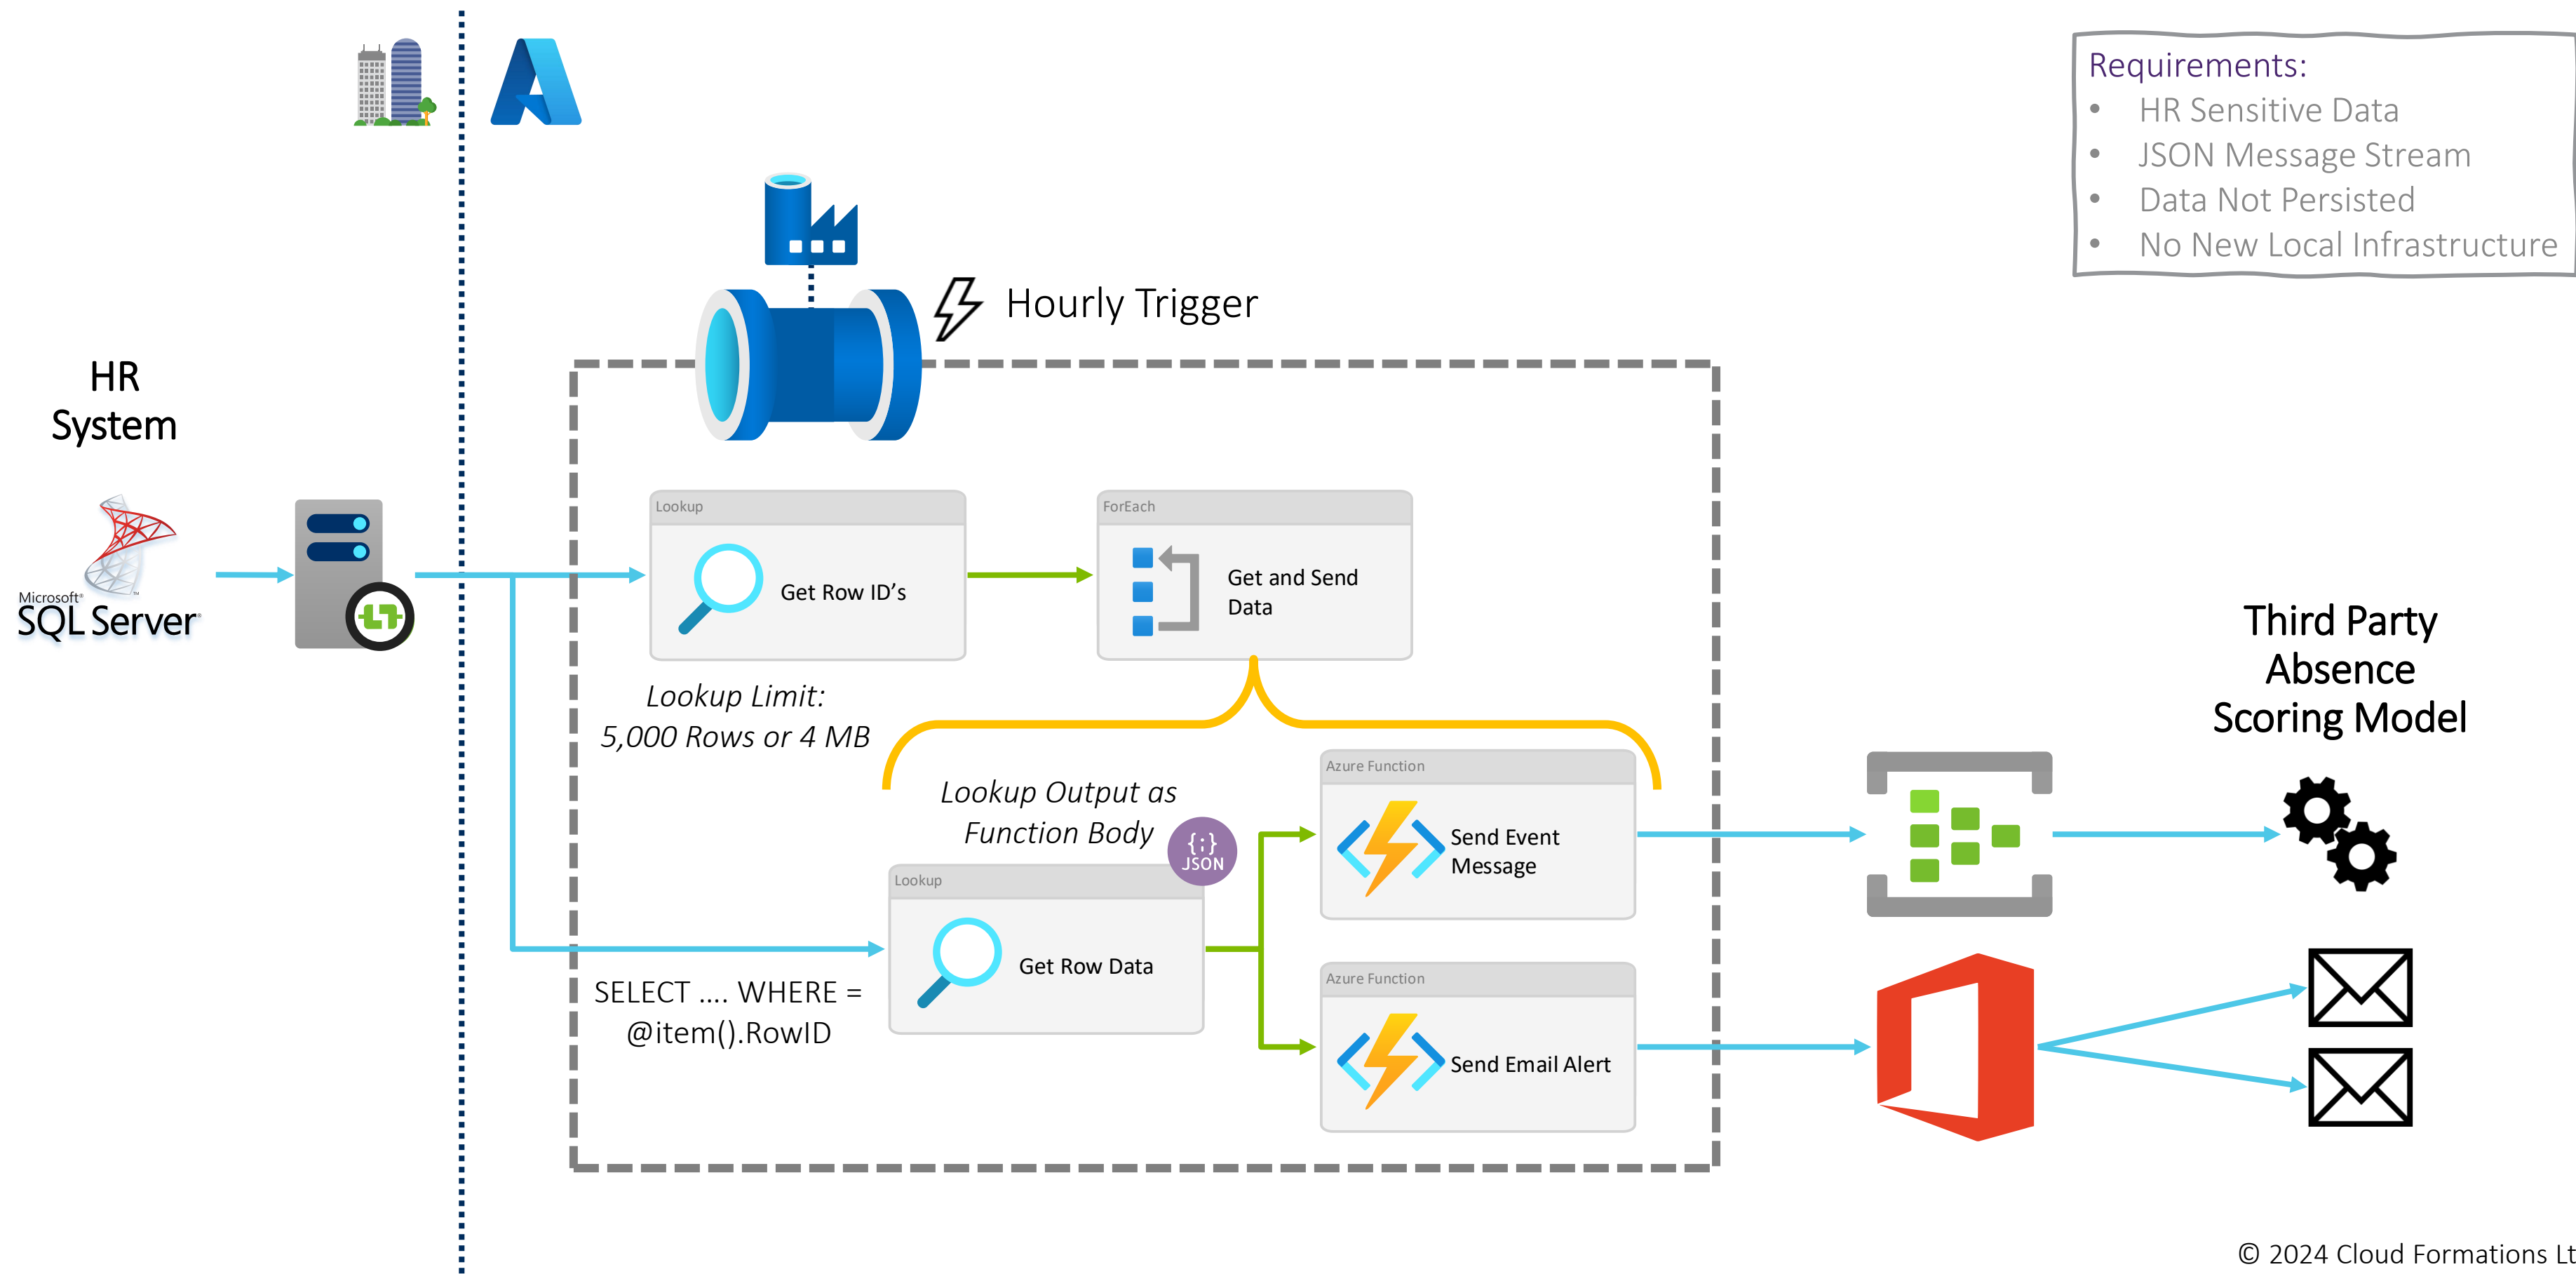 Requirements:
• HR Sensitive Data
• JSON Message Stream
• Data Not Persisted
• No New Local Infrastructure
Hourly Trigger
HR
System
Microsoft®
SQL Server®
Lookup
Get Row ID's
ForEach
Get and Send
Data
Lookup Limit:
5,000 Rows or 4 MB
Lookup Output as
Function Body
{:}
JSON
Lookup
Get Row Data
SELECT .... WHERE =
@item().RowID
Azure Function
Send Event
Message
Azure Function
Send Email Alert
Third Party
Absence
Scoring Model
© 2024 Cloud Formations Lt